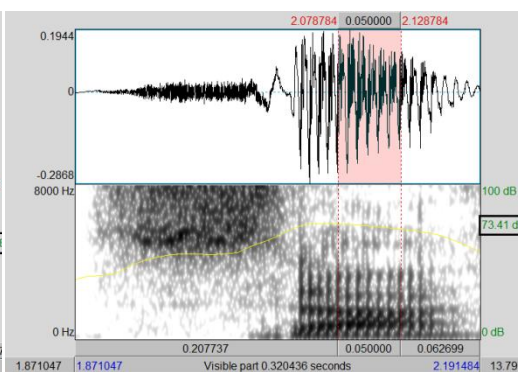 2.078784 0.050000 2.128784
0.1944
0
-0.2868
8000 Hz 100 dB
73.41 d
0 Hz 0 dB
0.207737 0.050000 0.062699
1.871047 1.871047 Visible part 0.320436 seconds 2.191484 13.79